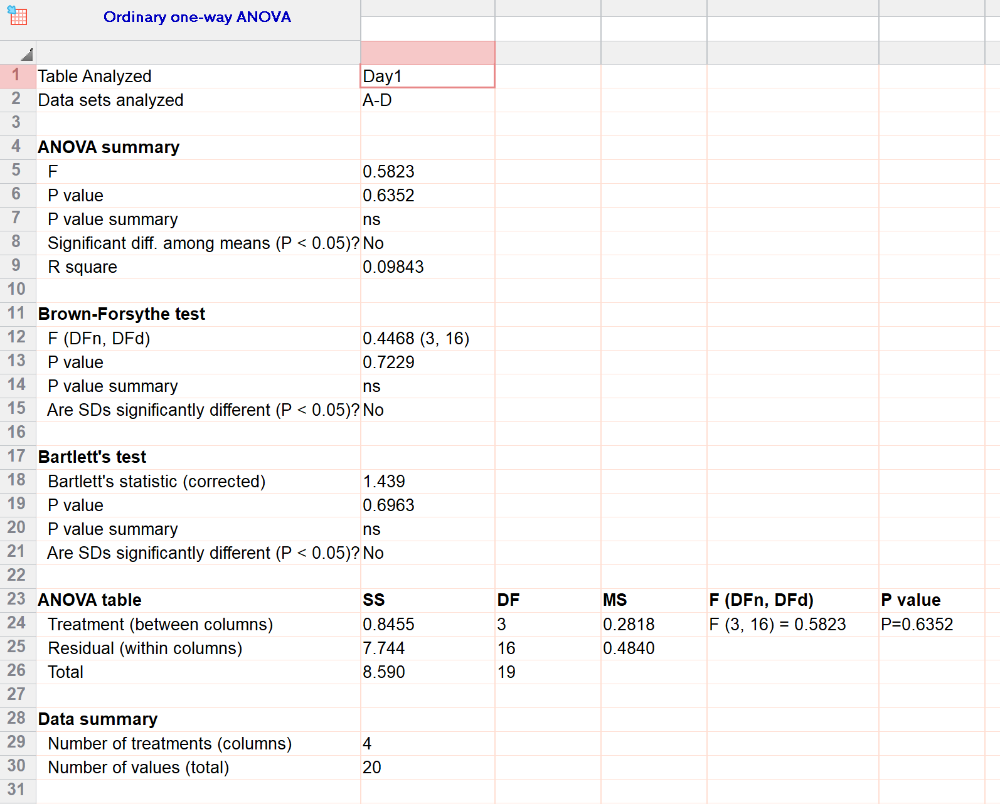 Ordinary one-way ANOVA
1 Table Analyzed Day1
2 Data sets analyzed A-D
3
4 ANOVA summary
5 F 0.5823
6 P value 0.6352
7 P value summary ns
8 Significant diff. among means (P < 0.05)? No
9 R square 0.09843
10
11 Brown-Forsythe test
12 F (DFn, DFd) 0.4468 (3, 16)
13 P value 0.7229
14 P value summary ns
15 Are SDs significantly different (P < 0.05)? No
16
17 Bartlett's test
18 Bartlett's statistic (corrected) 1.439
19 P value 0.6963
20 P value summary ns
21 Are SDs significantly different (P < 0.05)? No
22
23 ANOVA table SS DF MS F (DFn, DFd) P value
24 Treatment (between columns) 0.8455 3 0.2818 F (3, 16) = 0.5823 P=0.6352
25 Residual (within columns) 7.744 16 0.4840
26 Total 8.590 19
27
28 Data summary
29 Number of treatments (columns) 4
30 Number of values (total) 20
31